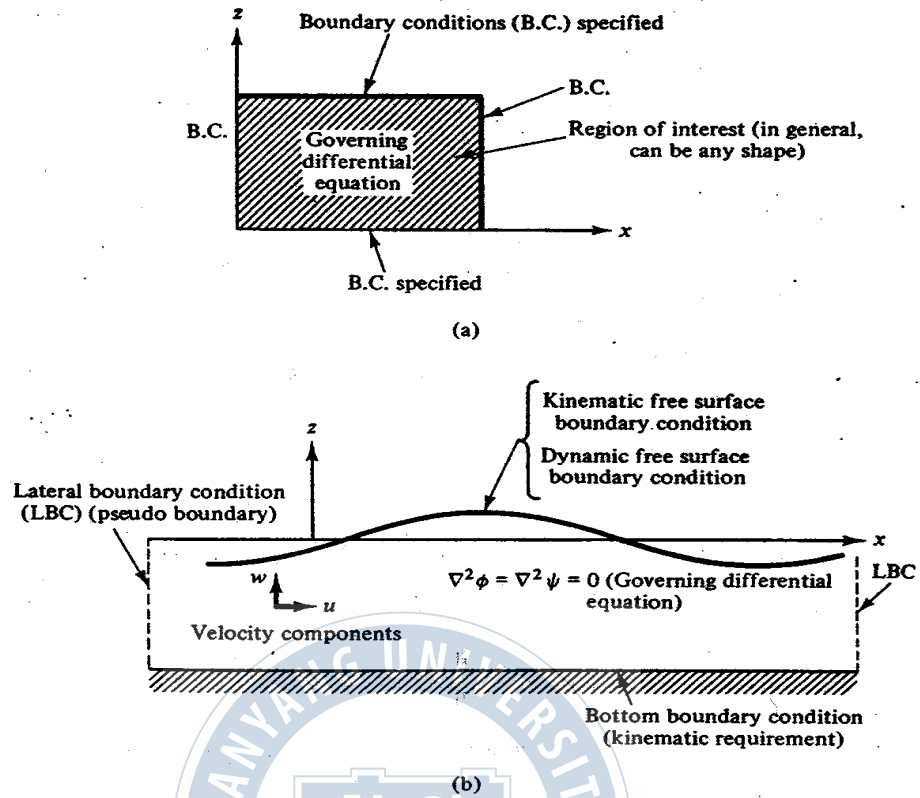 z
Boundary conditions (B.C.) specified
B.C.
B.C.
Region of interest (in general,
can be any shape)
Governing
differential
equation
x
B.C. specified
(a)
Kinematic free surface
boundary condition
Dynamic free surface
boundary condition
z
Lateral boundary condition
(LBC) (pseudo boundary)
x
LBC
w
u
∇²ϕ = ∇²ψ = 0 (Governing differential
equation)
Velocity components
Bottom boundary condition
(kinematic requirement)
(b)
ANYANG UNIVERSIT